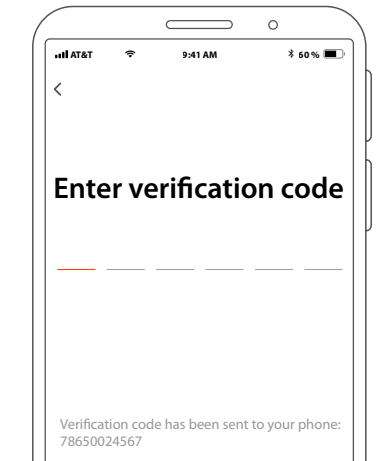 AT&T 9:41 AM 60 %
Enter verification code
Verification code has been sent to your phone:
78650024567